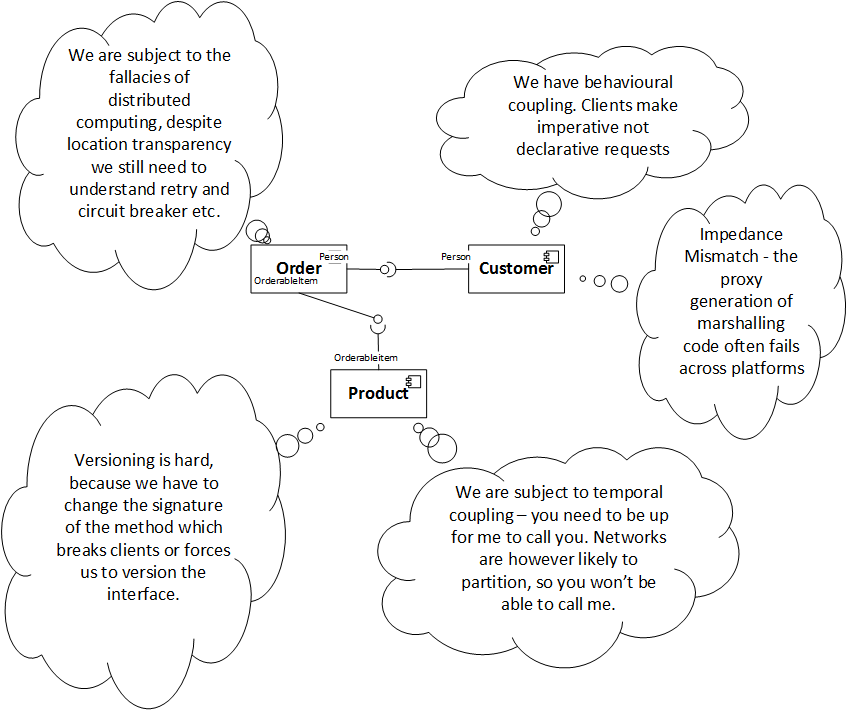 We are subject to the
fallacies of
distributed
computing, despite
location transparency
we still need to
understand retry and
circuit breaker etc.
We have behavioural
coupling. Clients make
imperative not
declarative requests
Impedance
Mismatch - the
proxy
generation of
marshalling
code often fails
across platforms
Person
Order
OrderableItem
Person
Customer
Orderableitem
Product
Versioning is hard,
because we have to
change the signature
of the method which
breaks clients or forces
us to version the
interface.
We are subject to temporal
coupling – you need to be up
for me to call you. Networks
are however likely to
partition, so you won’t be
able to call me.